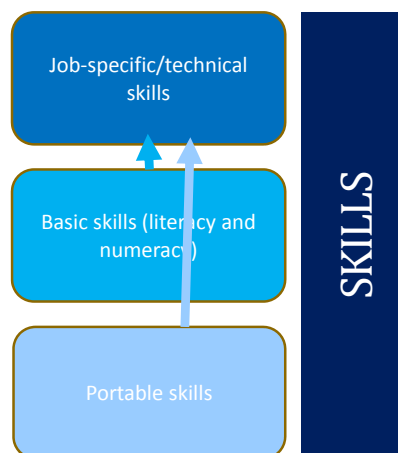 Job-specific/technical
skills
Basic skills (literacy and
numeracy)
Portable skills
SKILLS